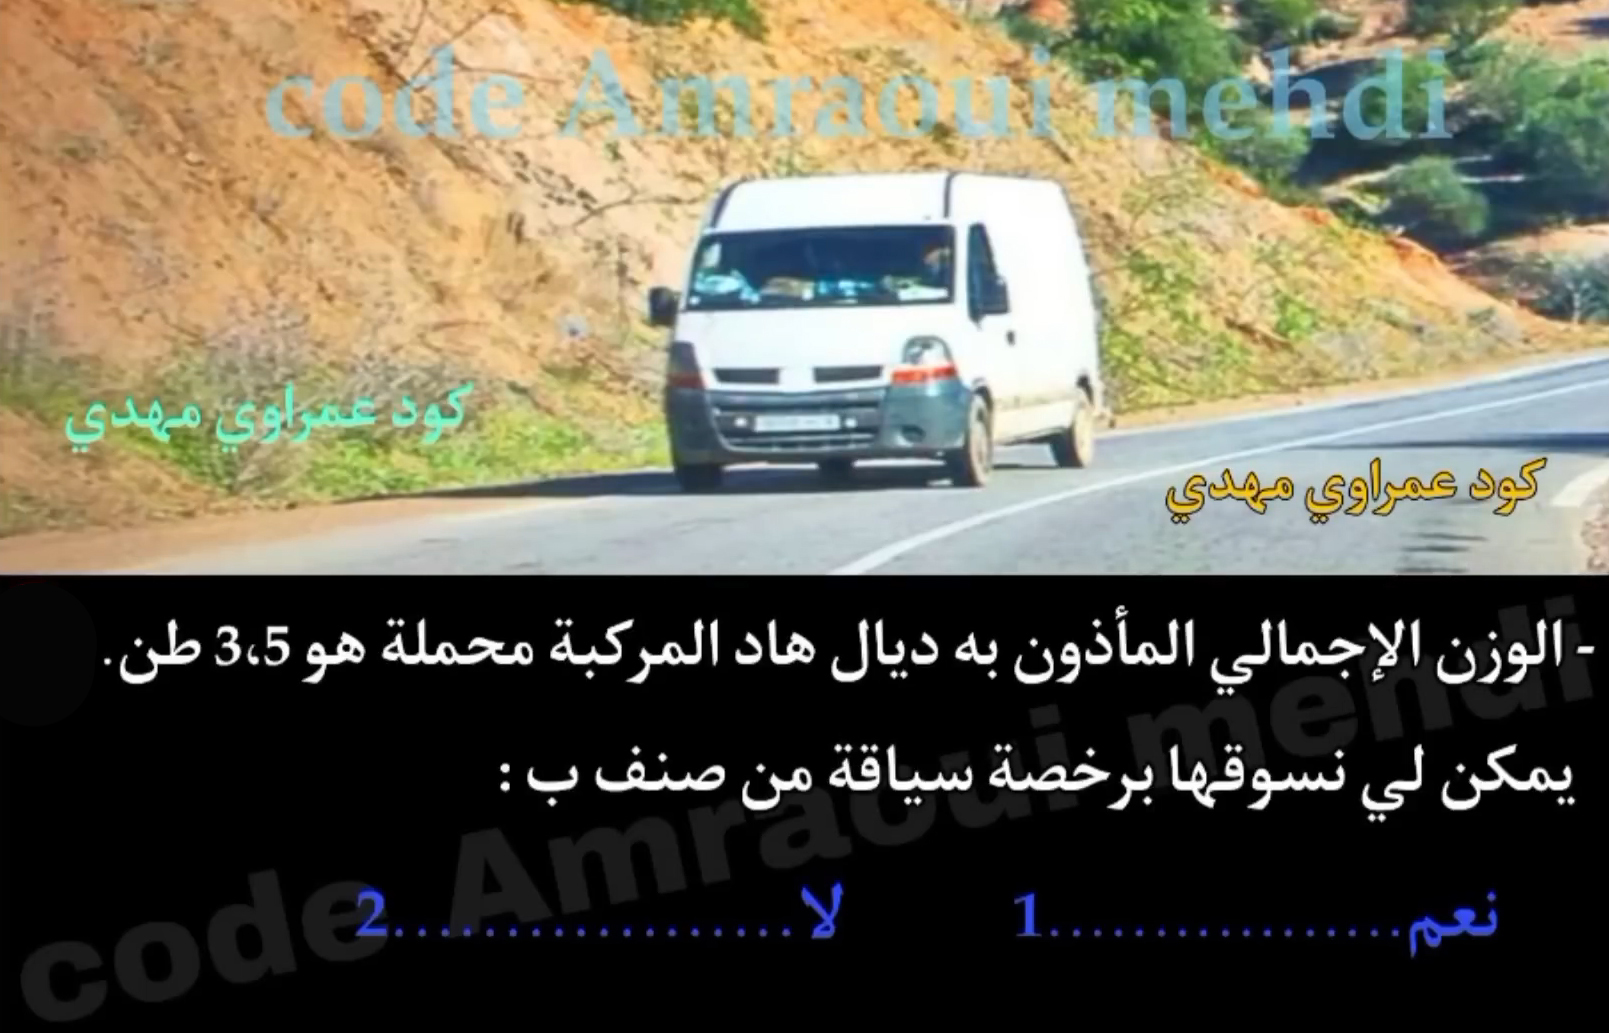 code Amraoui mehdi
كود عمراوي مهدي
كود عمراوي مهدي
- الوزن الإجمالي المأذون به ديال هاد المركبة محملة هو 3،5 طن.
يمكن لي نسوقها برخصة سياقة من صنف ب :
نعم.................1 لا..................2
code Amraoui mehdi